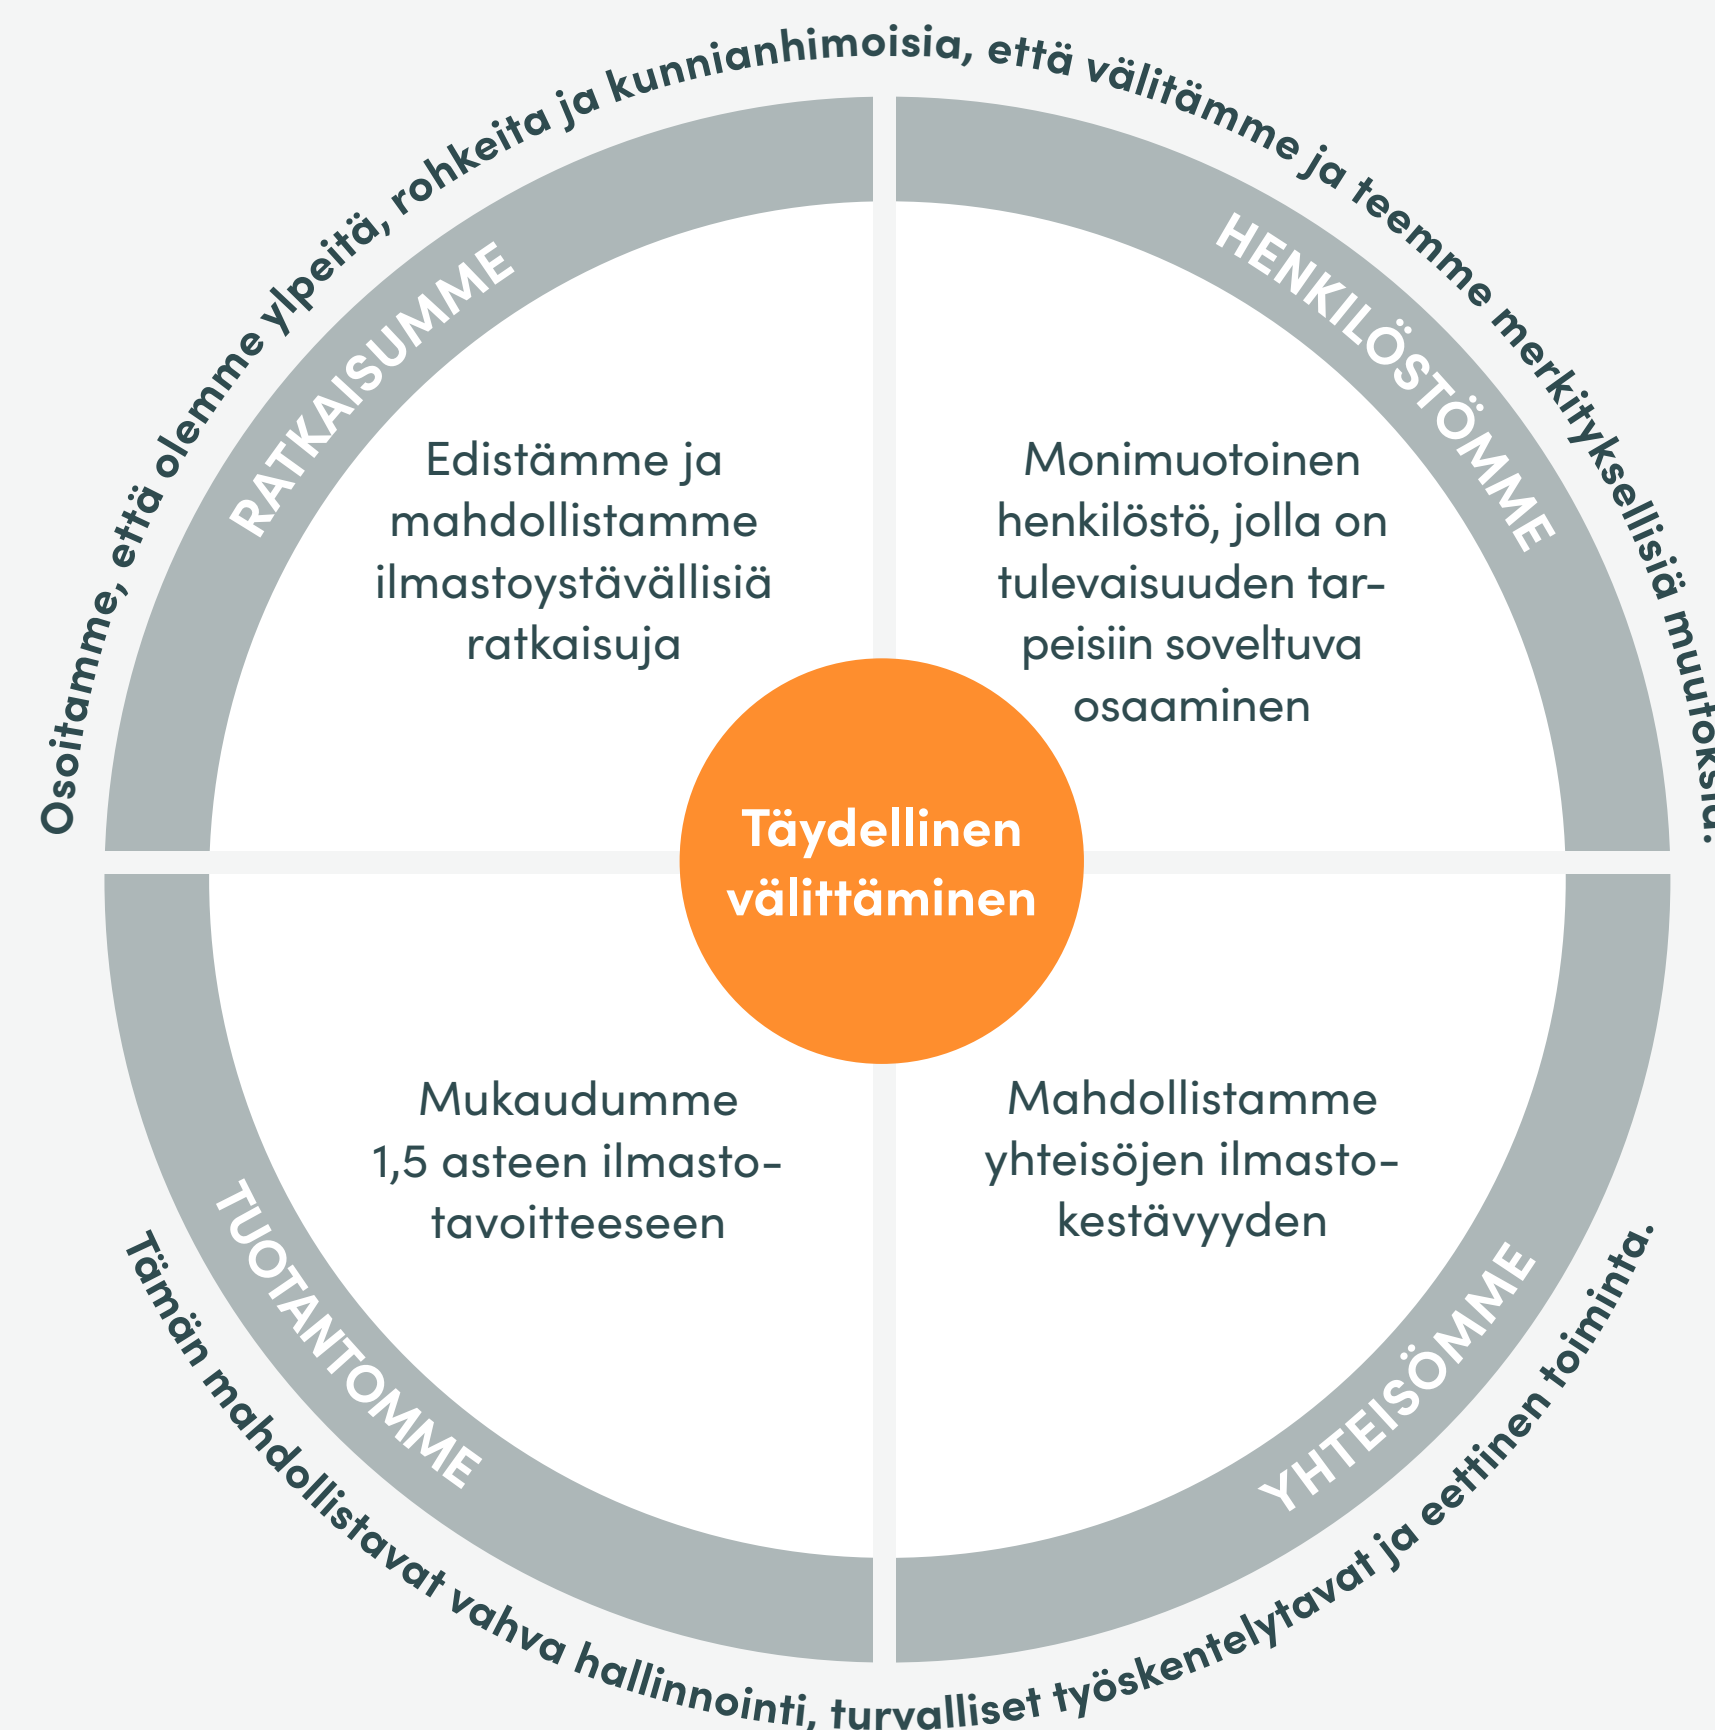 Osoitamme, että olemme ylpeitä, rohkeita ja kunnianhimoisia, että välitämme ja teemme merkityksellisiä muutoksia.
RATKAISUMME
Edistämme ja
mahdollistamme
ilmastoystävällisiä
ratkaisuja
HENKILÖSTÖMME
Monimuotoinen
henkilöstö, jolla on
tulevaisuuden tar-
peisiin soveltuva
osaaminen
Täydellinen
välittäminen
TUOTANTOMME
Mukaudumme
1,5 asteen ilmasto-
tavoitteeseen
YHTEISÖMME
Mahdollistamme
yhteisöjen ilmasto-
kestävyyden
Tämän mahdollistavat vahva hallinnointi, turvalliset työskentelytavat ja eettinen toiminta.